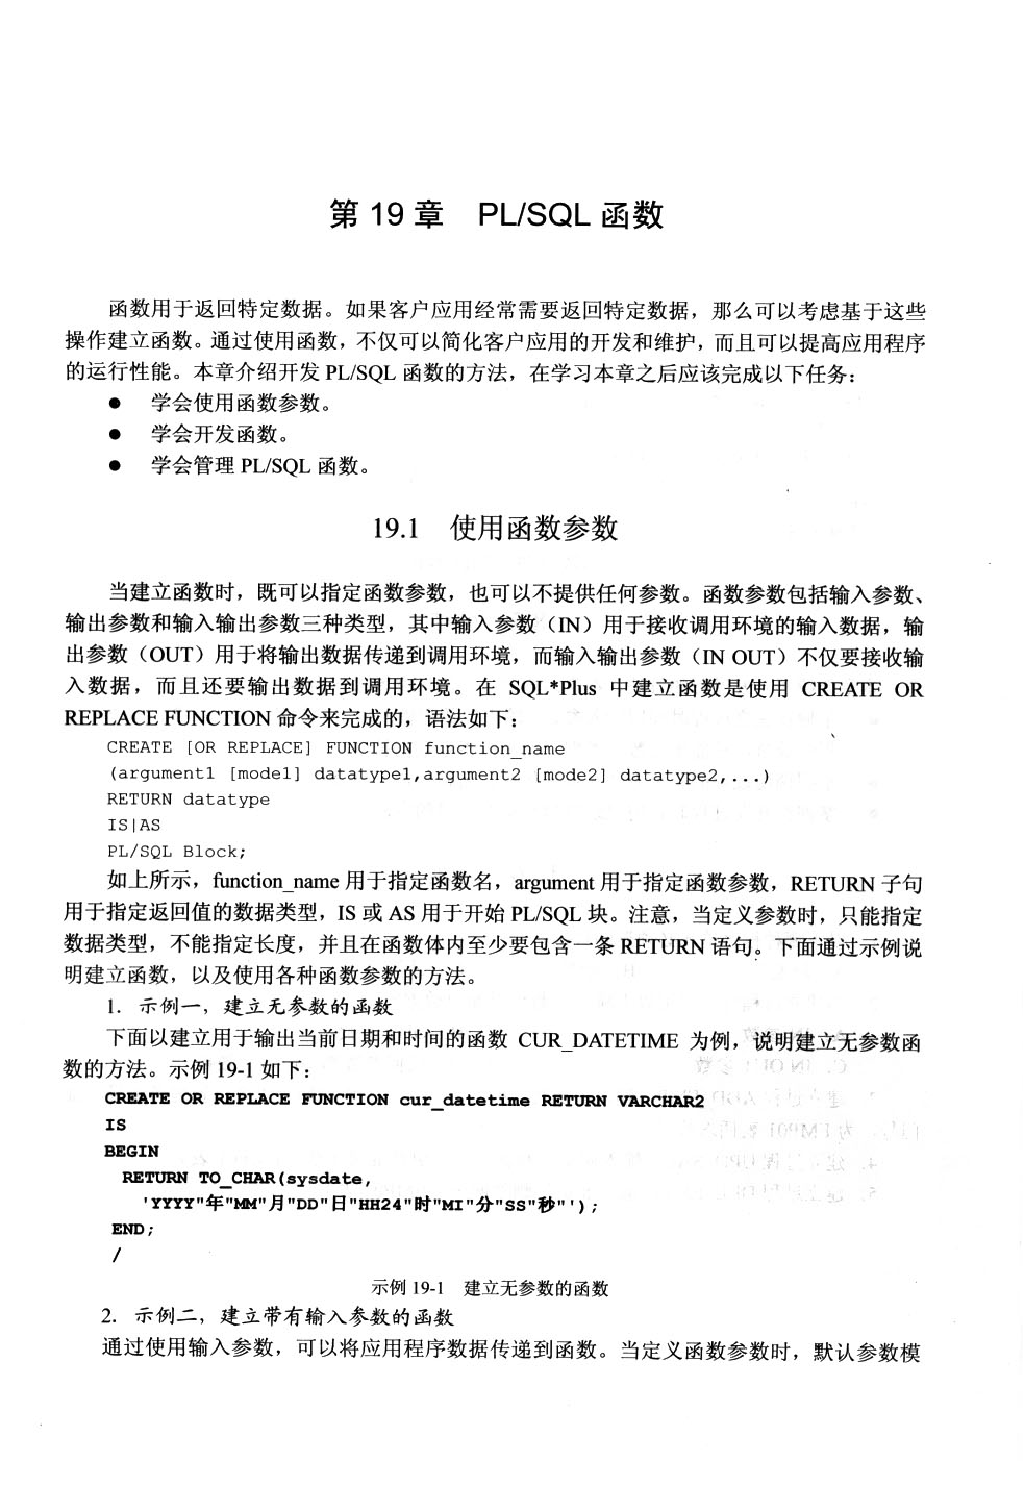 第 19 章 PL/SQL 函数
函数用于返回特定数据。如果客户应用经常需要返回特定数据，那么可以考虑基于这些
操作建立函数。通过使用函数，不仅可以简化客户应用的开发和维护，而且可以提高应用程序
的运行性能。本章介绍开发 PL/SQL 函数的方法，在学习本章之后应该完成以下任务：
● 学会使用函数参数。
● 学会开发函数。
● 学会管理 PL/SQL 函数。
19.1 使用函数参数
当建立函数时，既可以指定函数参数，也可以不提供任何参数。函数参数包括输入参数、
输出参数和输入输出参数三种类型，其中输入参数（IN）用于接收调用环境的输入数据，输
出参数（OUT）用于将输出数据传递到调用环境，而输入输出参数（IN OUT）不仅要接收输
入数据，而且还要输出数据到调用环境。在 SQL*Plus 中建立函数是使用 CREATE OR
REPLACE FUNCTION 命令来完成的，语法如下：
CREATE [OR REPLACE] FUNCTION function_name
(argument1 [mode1] datatype1,argument2 [mode2] datatype2,...)
RETURN datatype
IS|AS
PL/SQL Block;
如上所示，function_name 用于指定函数名，argument 用于指定函数参数，RETURN 子句
用于指定返回值的数据类型，IS 或 AS 用于开始 PL/SQL 块。注意，当定义参数时，只能指定
数据类型，不能指定长度，并且在函数体内至少要包含一条 RETURN 语句。下面通过示例说
明建立函数，以及使用各种函数参数的方法。
1. 示例一，建立无参数的函数
下面以建立用于输出当前日期和时间的函数 CUR_DATETIME 为例，说明建立无参数函
数的方法。示例 19-1 如下：
CREATE OR REPLACE FUNCTION cur_datetime RETURN VARCHAR2
IS
BEGIN
RETURN TO_CHAR(sysdate,
'YYYY"年"MM"月"DD"日"HH24"时"MI"分"SS"秒"');
END;
/
示例 19-1 建立无参数的函数
2. 示例二，建立带有输入参数的函数
通过使用输入参数，可以将应用程序数据传递到函数。当定义函数参数时，默认参数模